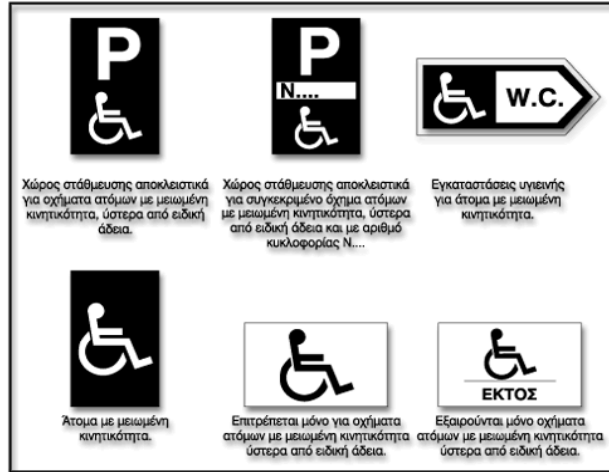 P
Χώρος στάθμευσης αποκλειστικά
για οχήματα ατόμων με μειωμένη
κινητικότητα, ύστερα από ειδική
άδεια.
P
N....
Χώρος στάθμευσης αποκλειστικά
για συγκεκριμένο όχημα ατόμων
με μειωμένη κινητικότητα, ύστερα
από ειδική άδεια και με αριθμό
κυκλοφορίας N....
W.C.
Εγκαταστάσεις υγιεινής
για άτομα με μειωμένη
κινητικότητα.
Άτομα με μειωμένη
κινητικότητα.
Επιτρέπεται μόνο για οχήματα
ατόμων με μειωμένη κινητικότητα
ύστερα από ειδική άδεια.
ΕΚΤΟΣ
Εξαιρούνται μόνο οχήματα
ατόμων με μειωμένη κινητικότητα
ύστερα από ειδική άδεια.